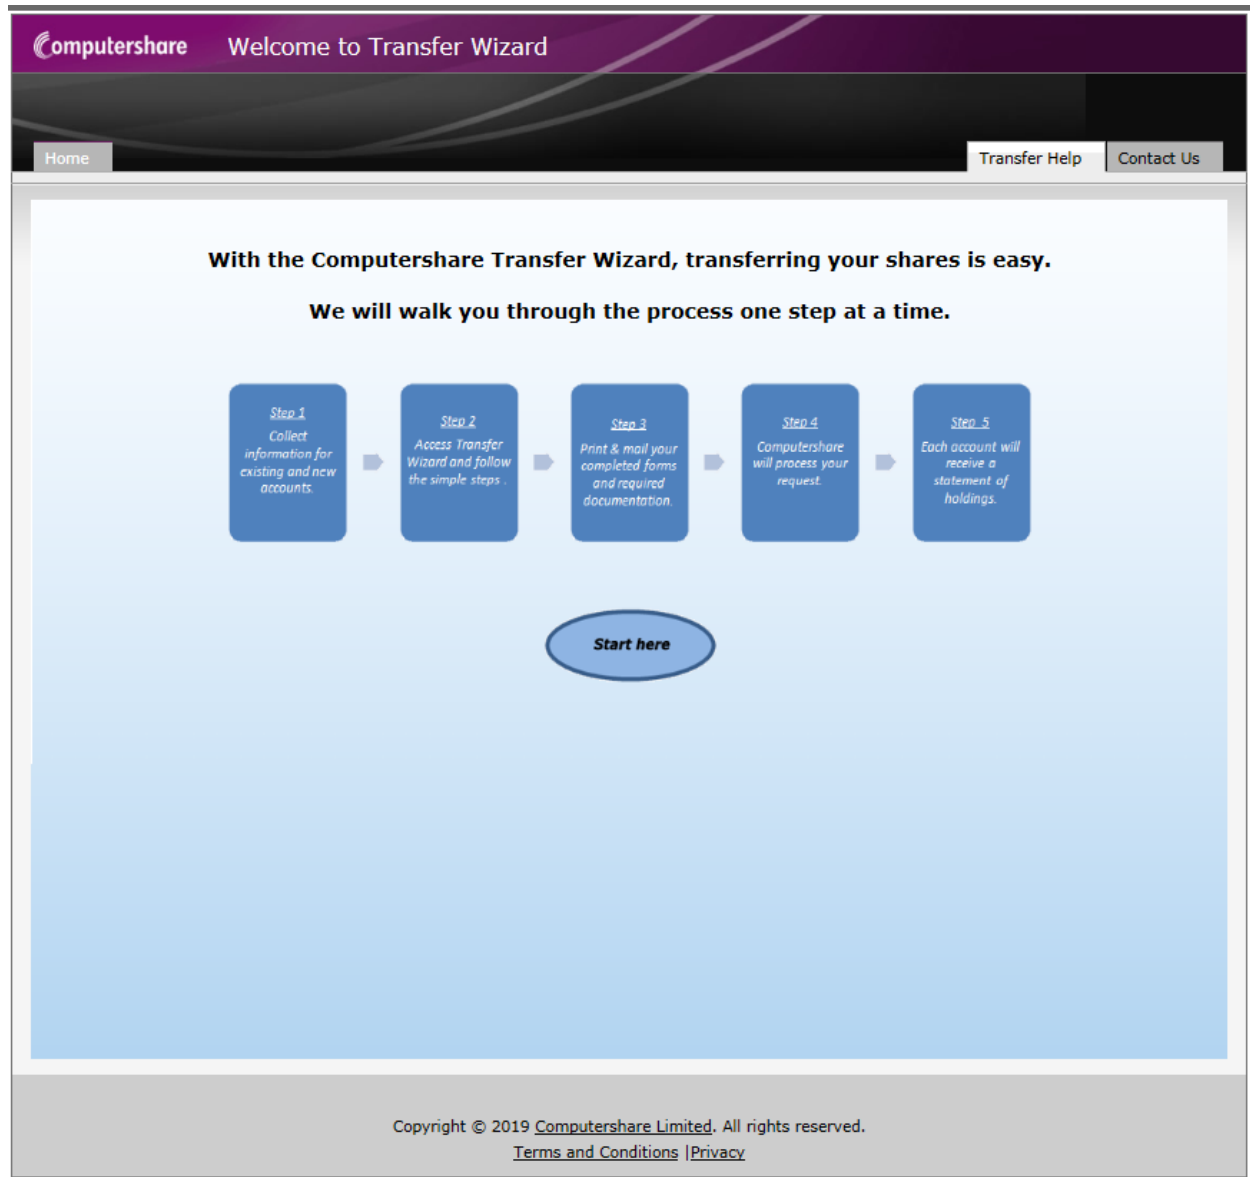 Computershare
Welcome to Transfer Wizard
Home
Transfer Help
Contact Us
With the Computershare Transfer Wizard, transferring your shares is easy.
We will walk you through the process one step at a time.
Step 1
Collect
information for
existing and new
accounts.
Step 2
Access Transfer
Wizard and follow
the simple steps .
Step 3
Print & mail your
completed forms
and required
documentation.
Step 4
Computershare
will process your
request.
Step 5
Each account will
receive a
statement of
holdings.
Start here
Copyright © 2019 Computershare Limited. All rights reserved.
Terms and Conditions |Privacy